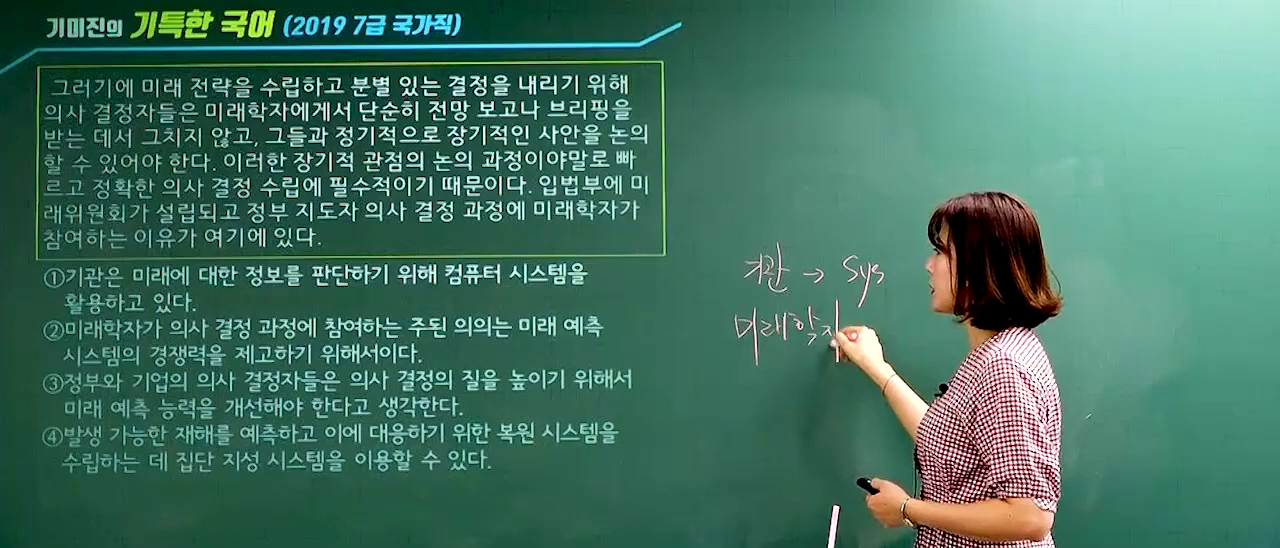 기미진의 기특한 국어 (2019 7급 국가직)
그러기에 미래 전략을 수립하고 분별 있는 결정을 내리기 위해
의사 결정자들은 미래학자에게서 단순히 전망 보고나 브리핑을
받는 데서 그치지 않고, 그들과 정기적으로 장기적인 사안을 논의
할 수 있어야 한다. 이러한 장기적 관점의 논의 과정이야말로 빠
르고 정확한 의사 결정 수립에 필수적이기 때문이다. 입법부에 미
래위원회가 설립되고 정부 지도자 의사 결정 과정에 미래학자가
참여하는 이유가 여기에 있다.
①기관은 미래에 대한 정보를 판단하기 위해 컴퓨터 시스템을
활용하고 있다.
②미래학자가 의사 결정 과정에 참여하는 주된 의의는 미래 예측
시스템의 경쟁력을 제고하기 위해서이다.
③정부와 기업의 의사 결정자들은 의사 결정의 질을 높이기 위해서
미래 예측 능력을 개선해야 한다고 생각한다.
④발생 가능한 재해를 예측하고 이에 대응하기 위한 복원 시스템을
수립하는 데 집단 지성 시스템을 이용할 수 있다.
기관 → Sys
미래학자